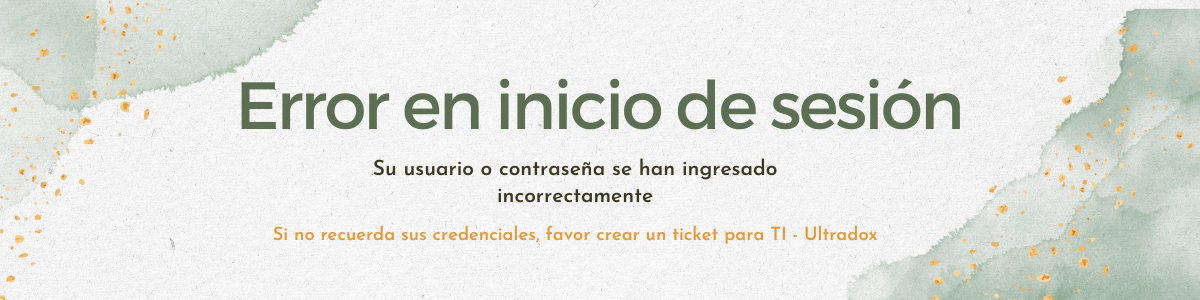 Error en inicio de sesión
Su usuario o contraseña se han ingresado
incorrectamente
Si no recuerda sus credenciales, favor crear un ticket para TI - Ultradox